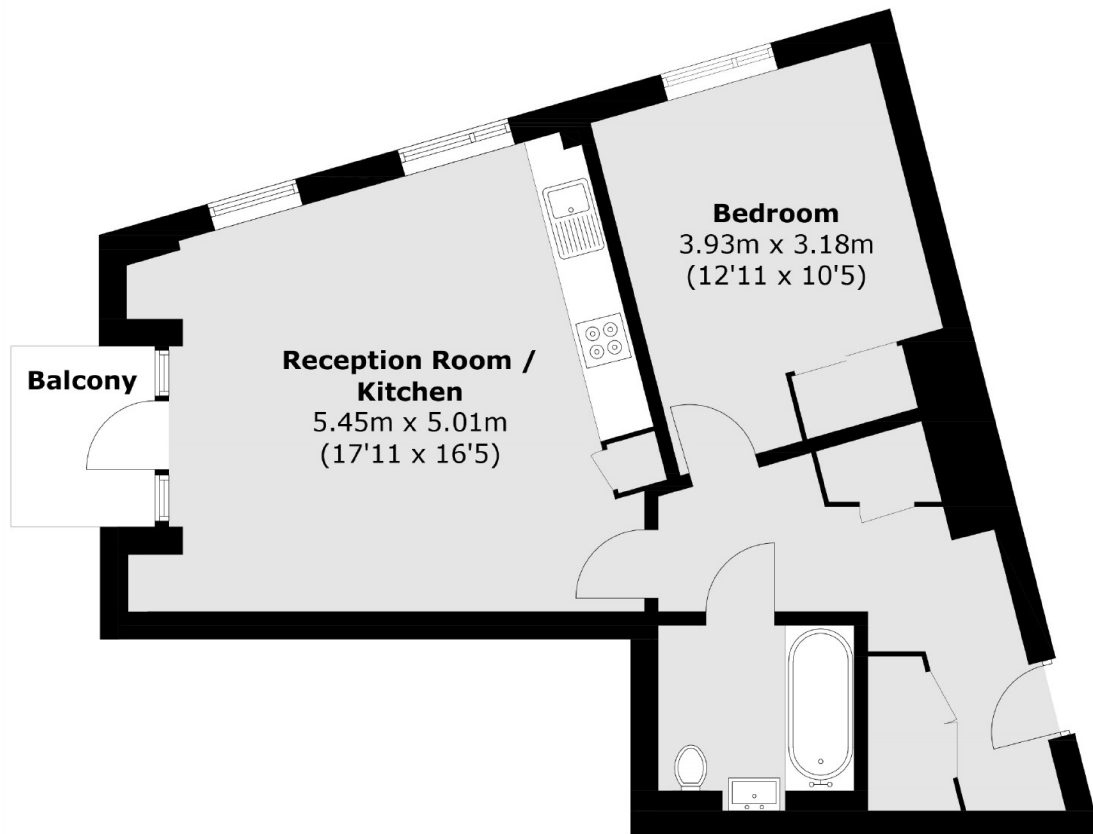 Bedroom
3.93m x 3.18m
(12'11 x 10'5)
Balcony
Reception Room /
Kitchen
5.45m x 5.01m
(17'11 x 16'5)